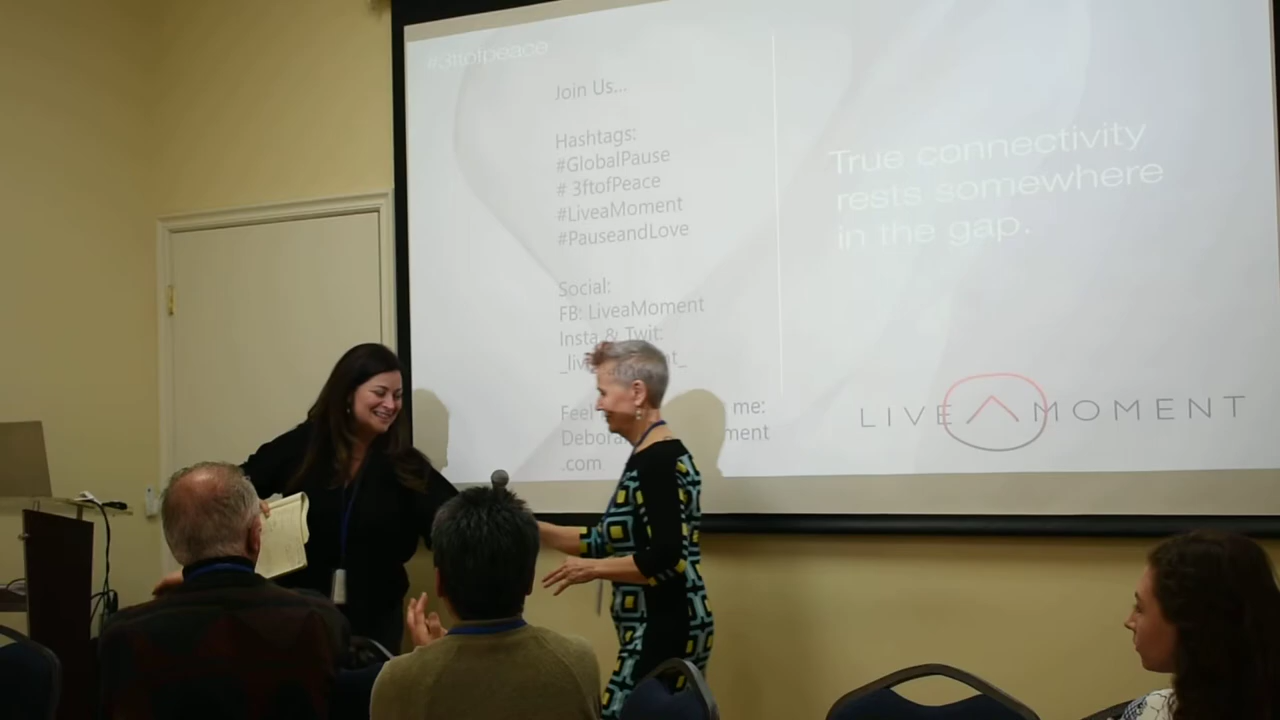 #3ftofpeace
Join Us...
Hashtags:
#GlobalPause
# 3ftofPeace
#LiveaMoment
#PauseandLove
Social:
FB: LiveaMoment
Insta & Twit:
Feel me:
.com
True connectivity
rests somewhere
in the gap.
LIVE MOMENT